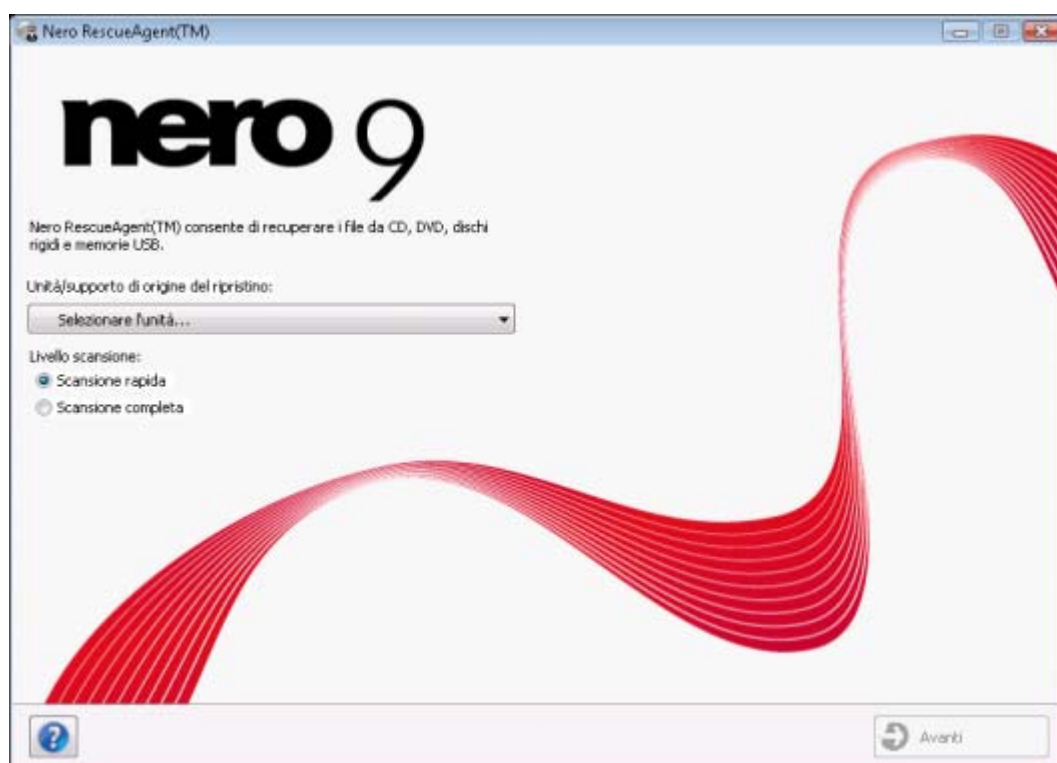 Nero RescueAgent(TM)
nero 9
Nero RescueAgent(TM) consente di recuperare i file da CD, DVD, dischi
rigidi e memorie USB.
Unità/supporto di origine del ripristino:
Selezionare l'unità...
Livello scansione:
Scansione rapida
Scansione completa
?
Avanti